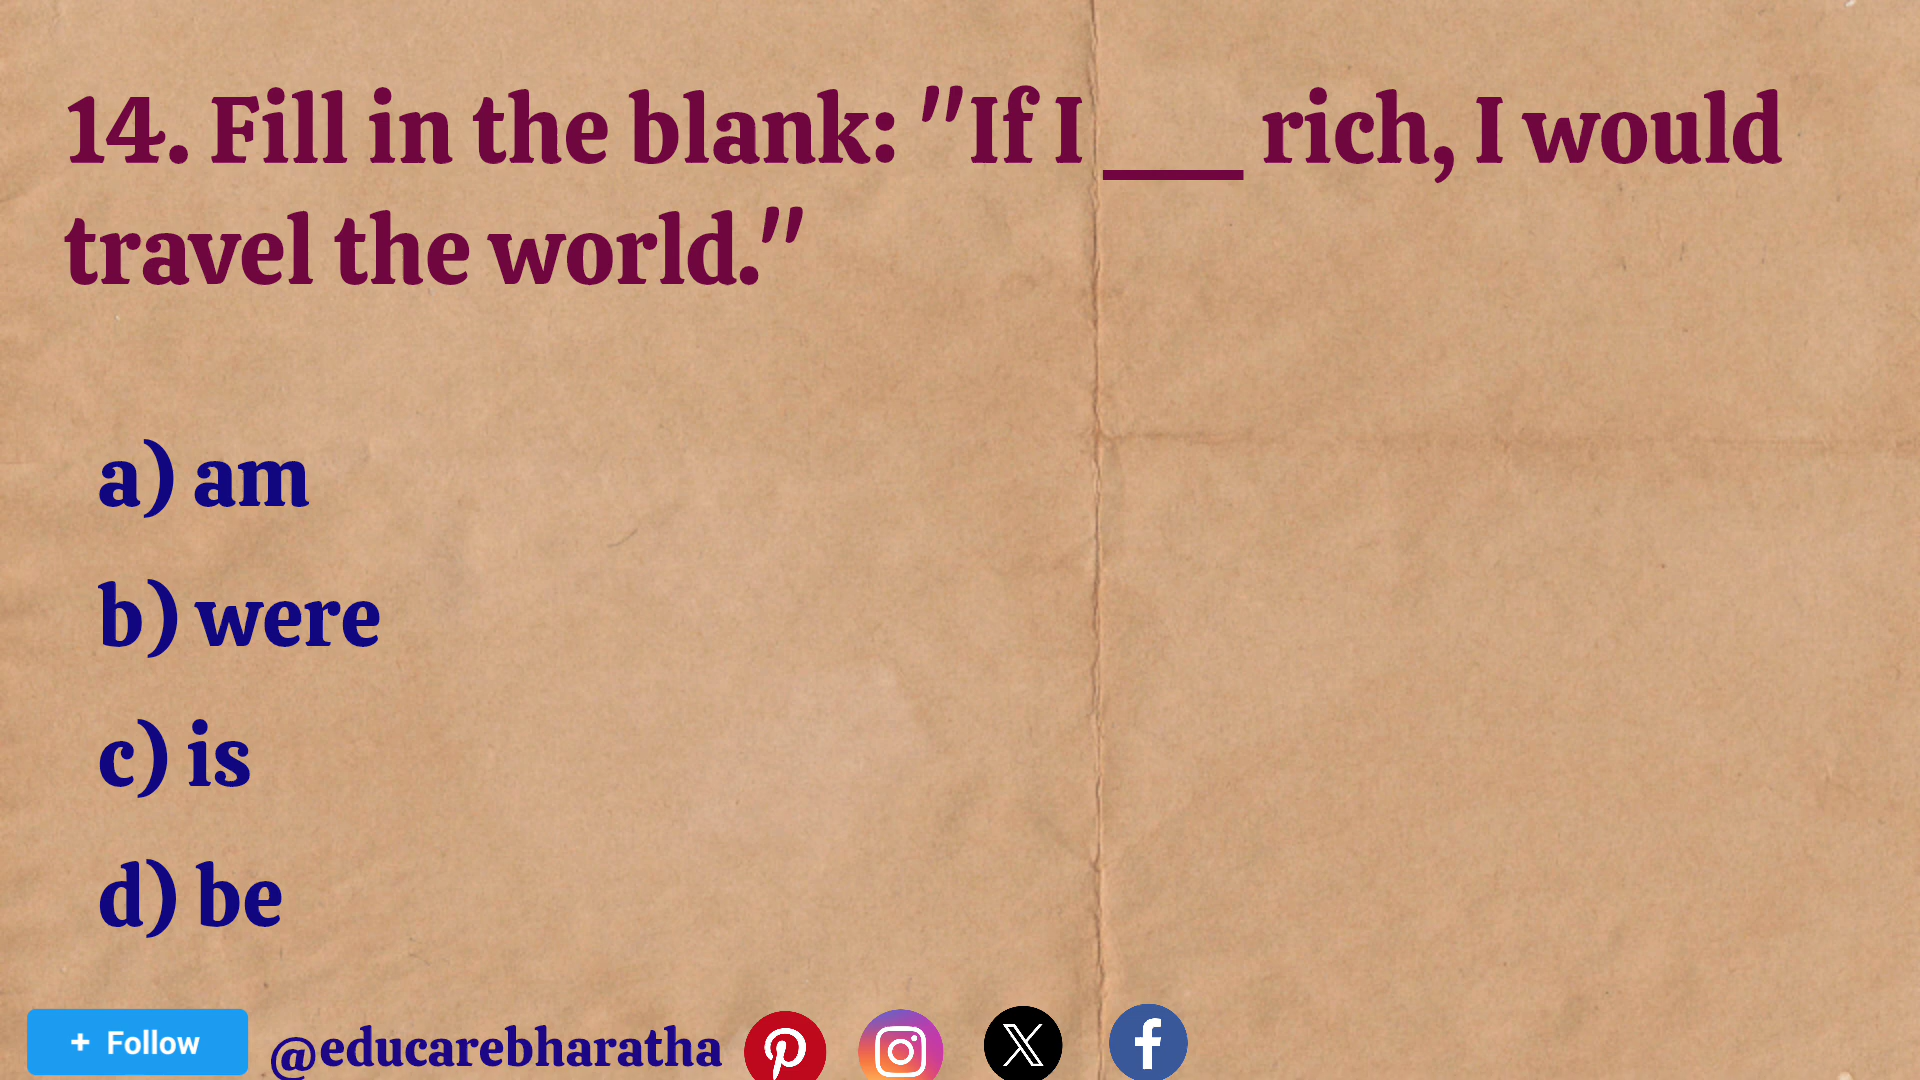 14. Fill in the blank: "If I ___ rich, I would
travel the world."
a) am
b) were
c) is
d) be
+ Follow @educarebharatha